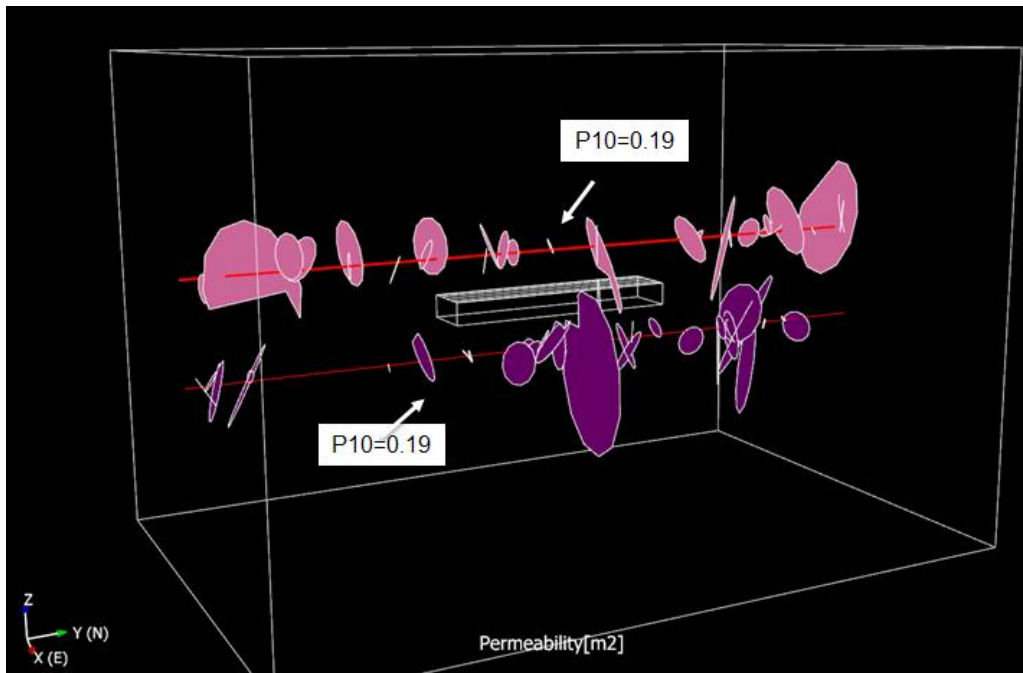 P10=0.19
P10=0.19
Z
Y (N)
X (E)
Permeability[m2]